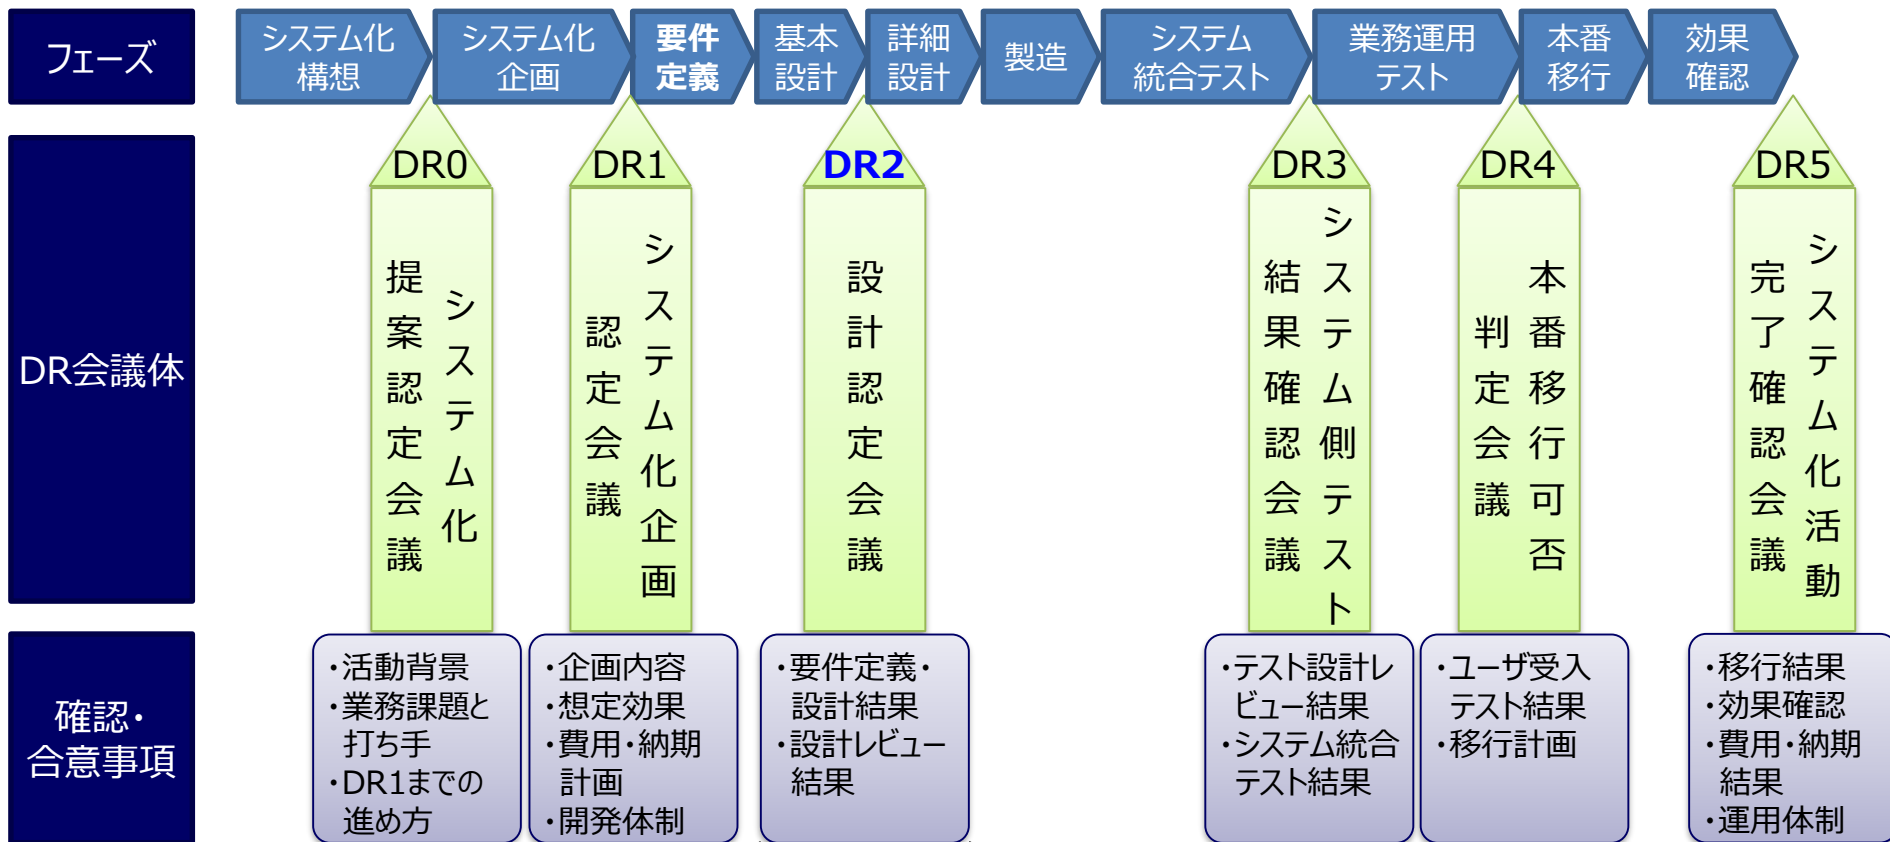 フェーズ
システム化
構想
システム化
企画
要件
定義
基本
設計
詳細
設計
製造
システム
統合テスト
業務運用
テスト
本番
移行
効果
確認
DR会議体
DR0
システム化
提案認定会議
DR1
システム化企画
認定会議
DR2
設計認定会議
DR3
システム側テスト
結果確認会議
DR4
本番移行可否
判定会議
DR5
システム化活動
完了確認会議
確認・
合意事項
・活動背景
・業務課題と
打ち手
・DR1までの
進め方
・企画内容
・想定効果
・費用・納期
計画
・開発体制
・要件定義・
設計結果
・設計レビュー
結果
・テスト設計レ
ビュー結果
・システム統合
テスト結果
・ユーザ受入
テスト結果
・移行計画
・移行結果
・効果確認
・費用・納期
結果
・運用体制